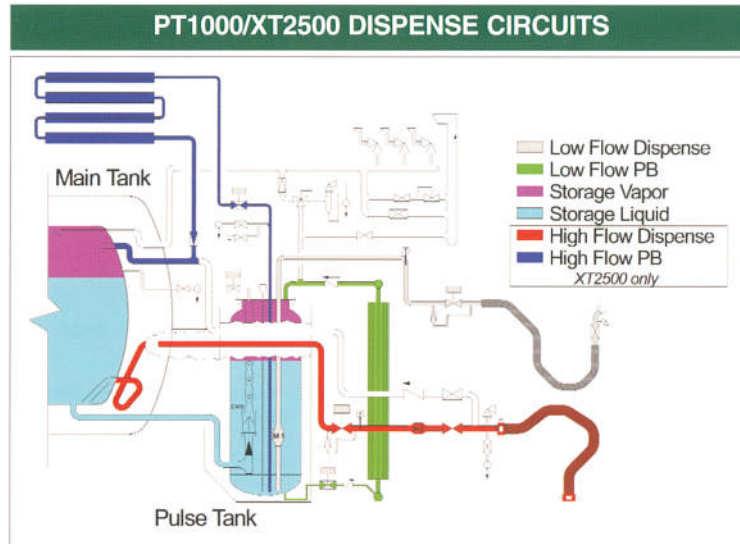 PT1000/XT2500 DISPENSE CIRCUITS
Main Tank
Low Flow Dispense
Low Flow PB
Storage Vapor
Storage Liquid
High Flow Dispense
High Flow PB
XT2500 only
Pulse Tank